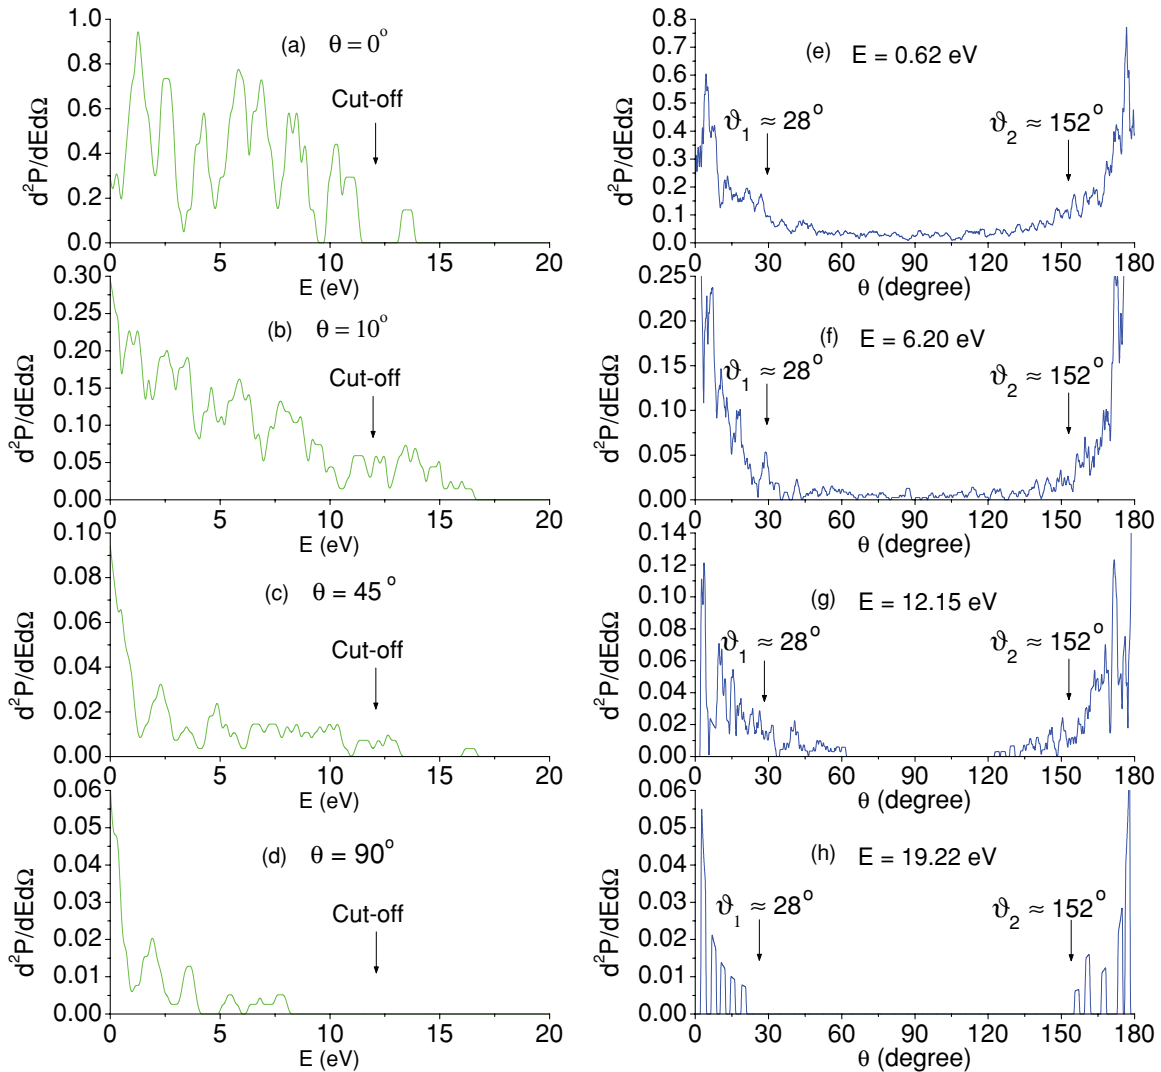 (a) θ = 0°
Cut-off
d²P/dEdΩ
1.0
0.8
0.6
0.4
0.2
0.0
0 5 10 15 20
E (eV)
(e) E = 0.62 eV
ϑ₁ ≈ 28°
ϑ₂ ≈ 152°
d²P/dEdΩ
0.8
0.7
0.6
0.5
0.4
0.3
0.2
0.1
0.0
0 30 60 90 120 150 180
θ (degree)
(b) θ = 10°
Cut-off
d²P/dEdΩ
0.30
0.25
0.20
0.15
0.10
0.05
0.00
0 5 10 15 20
E (eV)
(f) E = 6.20 eV
ϑ₁ ≈ 28°
ϑ₂ ≈ 152°
d²P/dEdΩ
0.25
0.20
0.15
0.10
0.05
0.00
0 30 60 90 120 150 180
θ (degree)
(c) θ = 45°
Cut-off
d²P/dEdΩ
0.10
0.08
0.06
0.04
0.02
0.00
0 5 10 15 20
E (eV)
(g) E = 12.15 eV
ϑ₁ ≈ 28°
ϑ₂ ≈ 152°
d²P/dEdΩ
0.14
0.12
0.10
0.08
0.06
0.04
0.02
0.00
0 30 60 90 120 150 180
θ (degree)
(d) θ = 90°
Cut-off
d²P/dEdΩ
0.06
0.05
0.04
0.03
0.02
0.01
0.00
0 5 10 15 20
E (eV)
(h) E = 19.22 eV
ϑ₁ ≈ 28°
ϑ₂ ≈ 152°
d²P/dEdΩ
0.06
0.05
0.04
0.03
0.02
0.01
0.00
0 30 60 90 120 150 180
θ (degree)